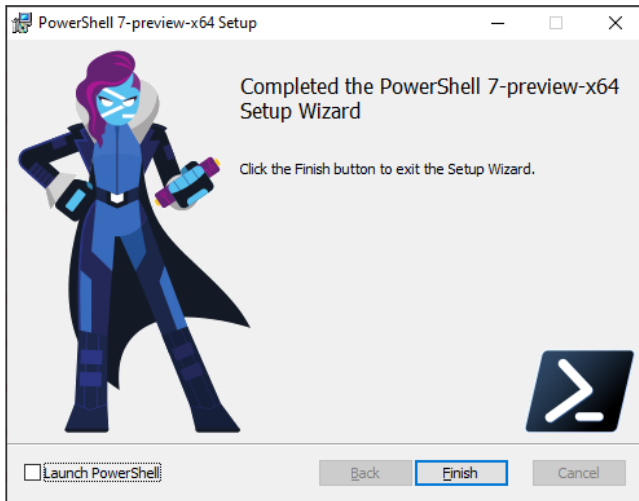 PowerShell 7-preview-x64 Setup
Completed the PowerShell 7-preview-x64
Setup Wizard
Click the Finish button to exit the Setup Wizard.
Launch PowerShell
Back
Finish
Cancel